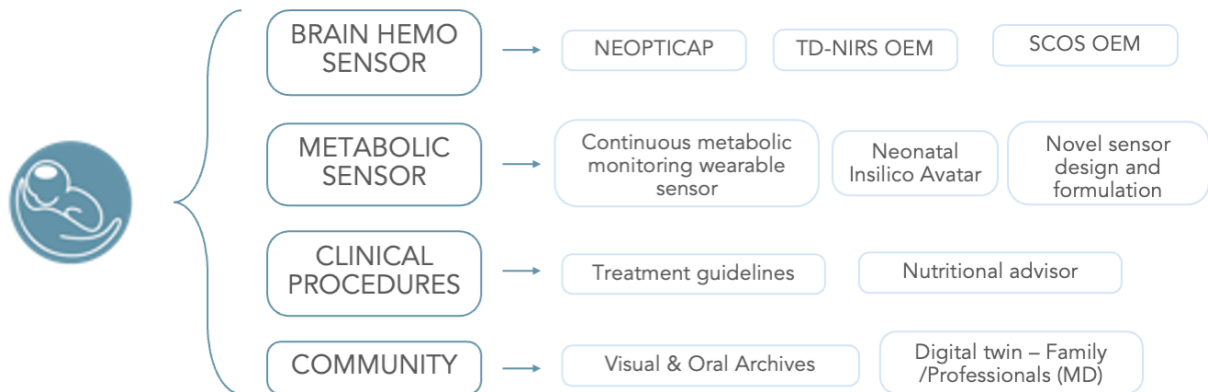 BRAIN HEMO
SENSOR
NEOPTICAP
TD-NIRS OEM
SCOS OEM
METABOLIC
SENSOR
Continuous metabolic
monitoring wearable
sensor
Neonatal
Insilico Avatar
Novel sensor
design and
formulation
CLINICAL
PROCEDURES
Treatment guidelines
Nutritional advisor
COMMUNITY
Visual & Oral Archives
Digital twin – Family
/Professionals (MD)